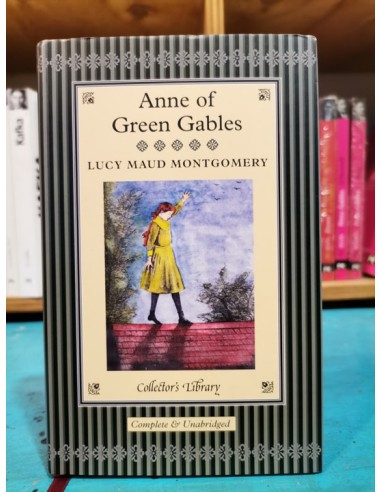 Anne of
Green Gables
LUCY MAUD MONTGOMERY
Collector's Library
Complete & Unabridged
Kafka